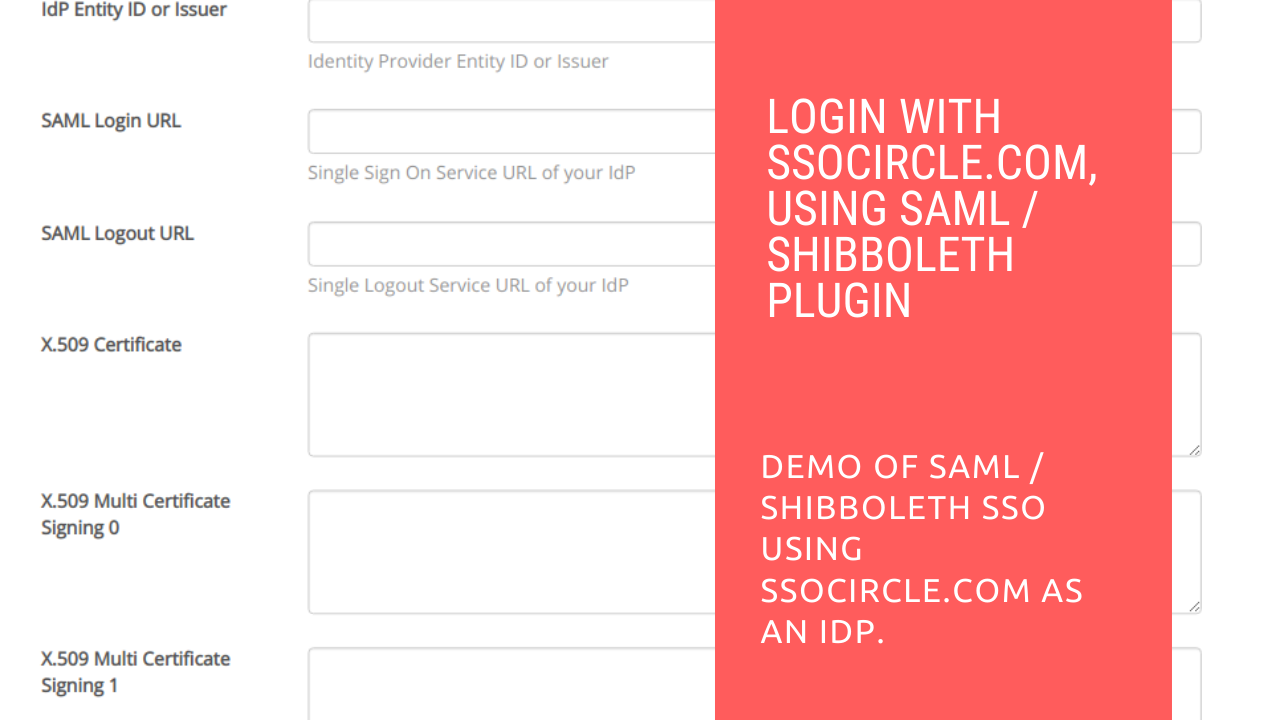 IdP Entity ID or Issuer
Identity Provider Entity ID or Issuer
SAML Login URL
Single Sign On Service URL of your IdP
SAML Logout URL
Single Logout Service URL of your IdP
X.509 Certificate
X.509 Multi Certificate
Signing 0
X.509 Multi Certificate
Signing 1
LOGIN WITH
SSOCIRCLE.COM,
USING SAML /
SHIBBOLETH
PLUGIN
DEMO OF SAML /
SHIBBOLETH SSO
USING
SSOCIRCLE.COM AS
AN IDP.